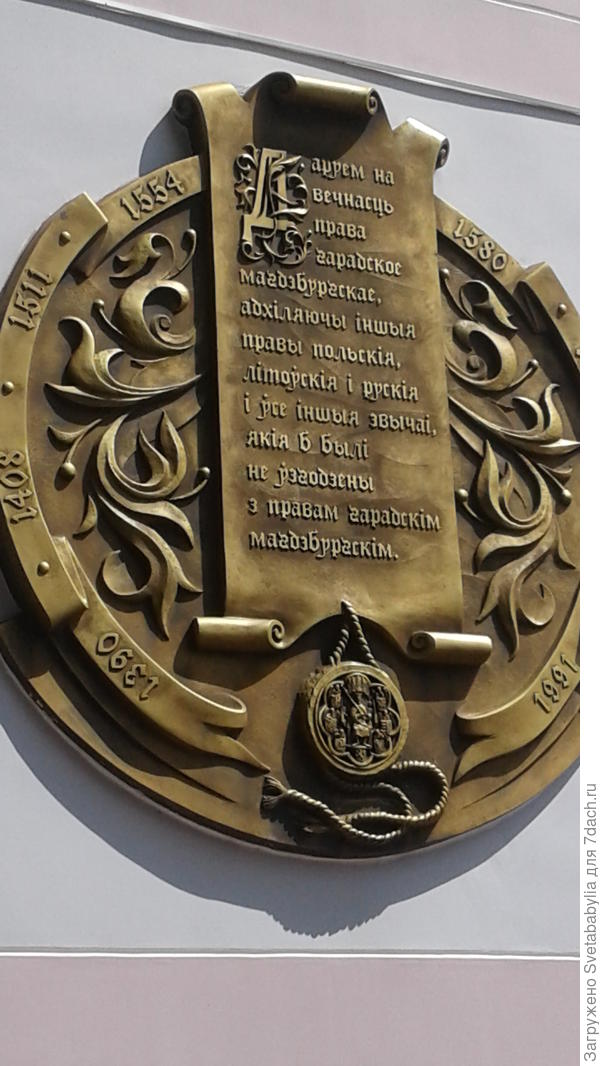 Даруем на
вечнасць
права
гарадское
магдэбургскае,
адхіляючы іншыя
правы польскія,
літоўскія і рускія
і ўсе іншыя звычаі,
якія б былі
не ўзгодзены
з правам гарадскім
магдэбургскім.
1390
1408
1511
1554
1580
1991
Загружено Svetababylia для 7dach.ru